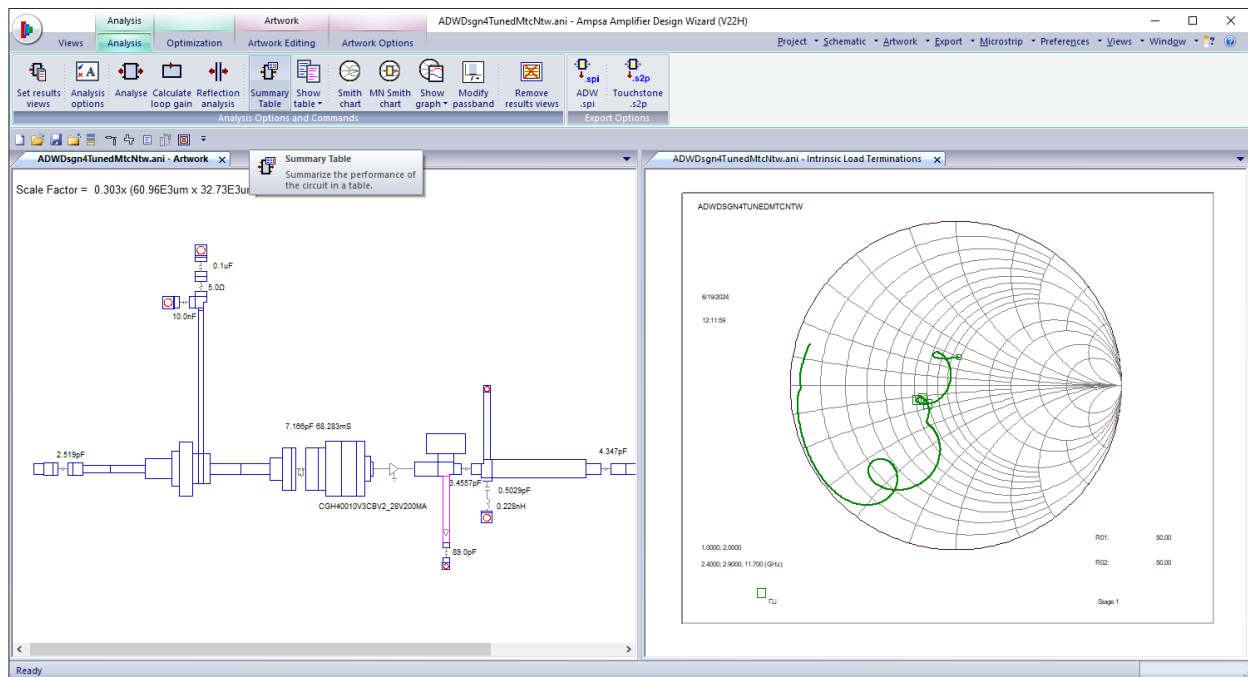 Analysis
Artwork
ADWDsgn4TunedMtcNtw.ani - Ampsa Amplifier Design Wizard (V22H)
Views
Analysis
Optimization
Artwork Editing
Artwork Options
Project
Schematic
Artwork
Export
Microstrip
Preferences
Views
Window
Set results views
Analysis options
Analyse
Calculate loop gain
Reflection analysis
Summary Table
Show table
Smith chart
MN Smith chart
Show graph
Modify passband
Remove results views
.spi
ADW .spi
.s2p
Touchstone .s2p
Analysis Options and Commands
Export Options
ADWDsgn4TunedMtcNtw.ani - Artwork x
Summary Table
Summarize the performance of
the circuit in a table.
ADWDsgn4TunedMtcNtw.ani - Intrinsic Load Terminations x
Scale Factor = 0.303x (60.96E3um x 32.73E3um
0.1uF
5.0Ω
10.0nF
7.166pF 68.283mS
2.519pF
4.347pF
3.4557pF
0.5029pF
CGH40010V3CBV2_28V200MA
0.228nH
89.0pF
ADWDSGN4TUNEDMTCNTW
6/19/2024
12:11:59
1.0000; 2.0000
2.4000; 2.9000; 11.700 (GHz)
R01: 50.00
R02: 50.00
ΓLi
Stage 1
Ready